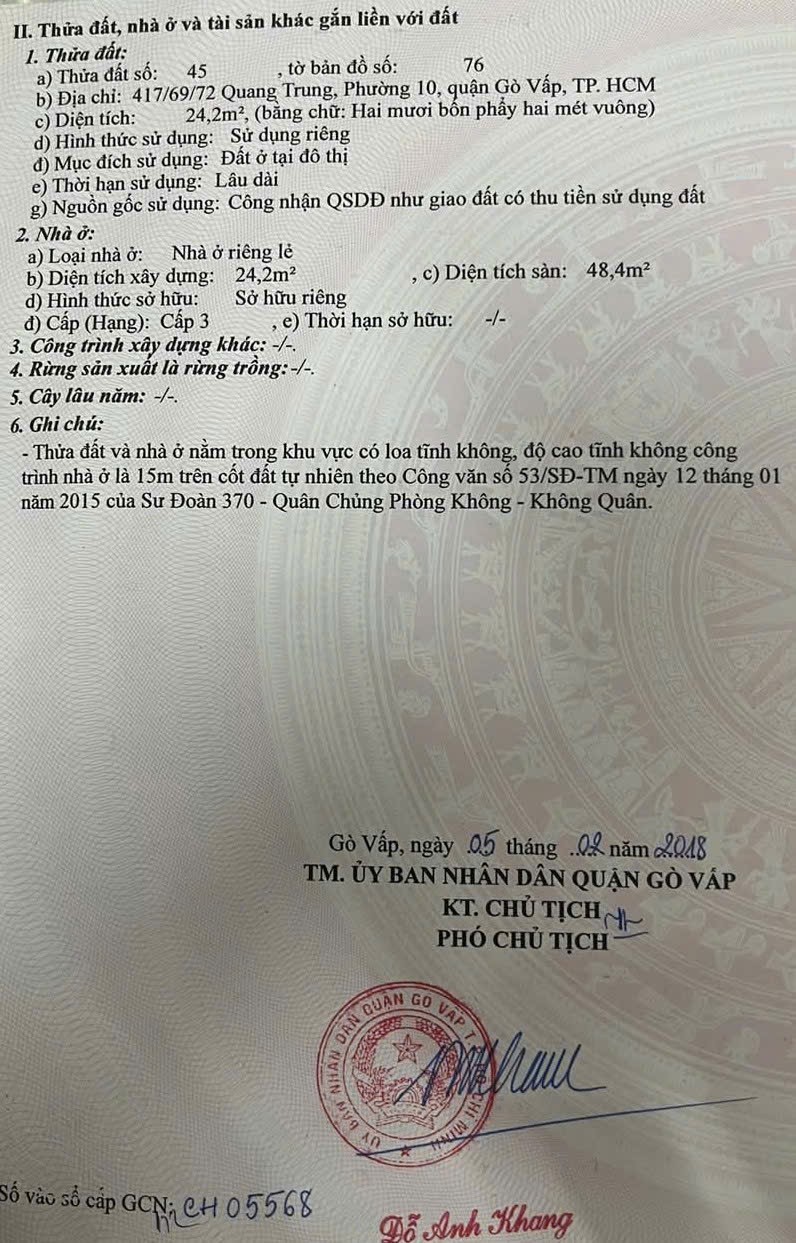 II. Thửa đất, nhà ở và tài sản khác gắn liền với đất
1. Thửa đất:
a) Thửa đất số: 45 , tờ bản đồ số: 76
b) Địa chỉ: 417/69/72 Quang Trung, Phường 10, quận Gò Vấp, TP. HCM
c) Diện tích: 24,2m², (bằng chữ: Hai mươi bốn phẩy hai mét vuông)
d) Hình thức sử dụng: Sử dụng riêng
đ) Mục đích sử dụng: Đất ở tại đô thị
e) Thời hạn sử dụng: Lâu dài
g) Nguồn gốc sử dụng: Công nhận QSDĐ như giao đất có thu tiền sử dụng đất
2. Nhà ở:
a) Loại nhà ở: Nhà ở riêng lẻ
b) Diện tích xây dựng: 24,2m² , c) Diện tích sàn: 48,4m²
d) Hình thức sở hữu: Sở hữu riêng
đ) Cấp (Hạng): Cấp 3 , e) Thời hạn sở hữu: -/-
3. Công trình xây dựng khác: -/-.
4. Rừng sản xuất là rừng trồng: -/-.
5. Cây lâu năm: -/-.
6. Ghi chú:
- Thửa đất và nhà ở nằm trong khu vực có loa tĩnh không, độ cao tĩnh không công
trình nhà ở là 15m trên cốt đất tự nhiên theo Công văn số 53/SĐ-TM ngày 12 tháng 01
năm 2015 của Sư Đoàn 370 - Quân Chủng Phòng Không - Không Quân.
Gò Vấp, ngày 05 tháng 02 năm 2018
TM. ỦY BAN NHÂN DÂN QUẬN GÒ VẤP
KT. CHỦ TỊCH
PHÓ CHỦ TỊCH
ỦY BAN NHÂN DÂN QUẬN GÒ VẤP
Số vào sổ cấp GCN: CH 05568
Đỗ Anh Khang